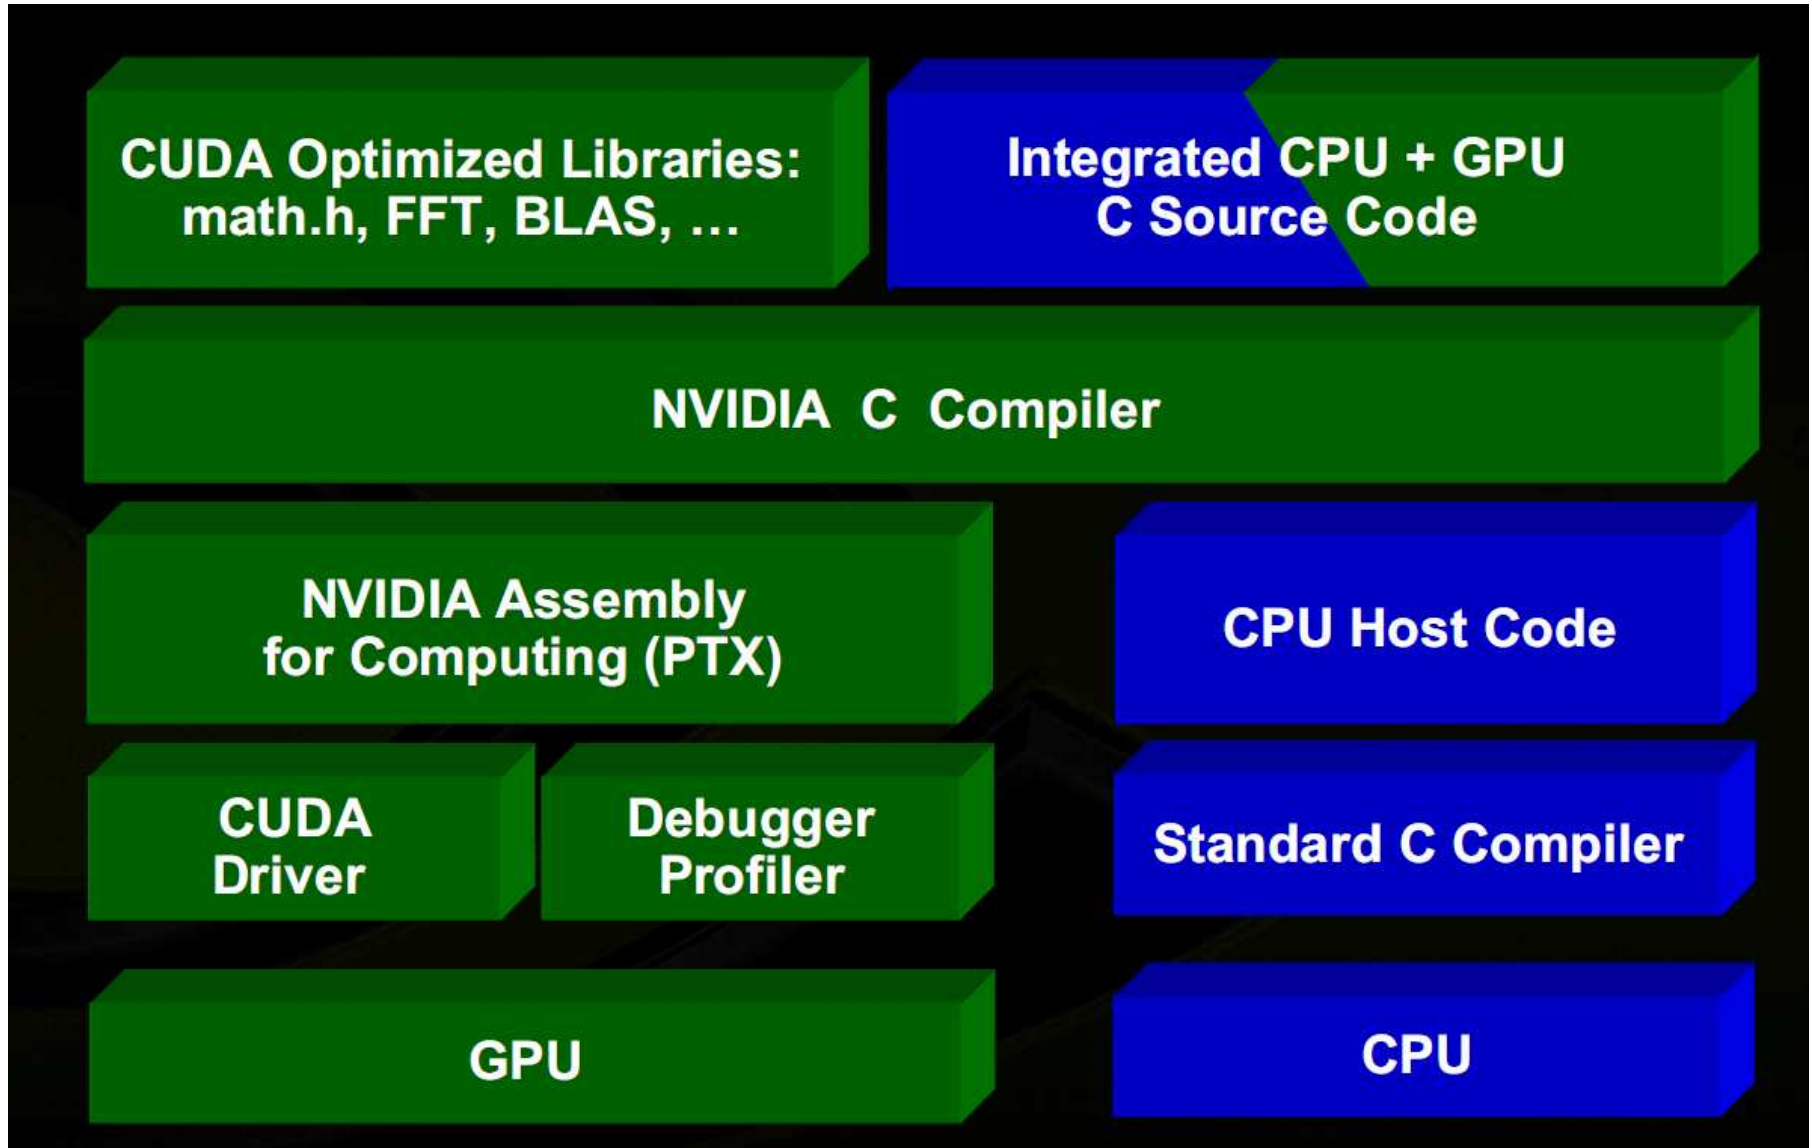 CUDA Optimized Libraries:
math.h, FFT, BLAS, …
Integrated CPU + GPU
C Source Code
NVIDIA C Compiler
NVIDIA Assembly
for Computing (PTX)
CPU Host Code
CUDA
Driver
Debugger
Profiler
Standard C Compiler
GPU
CPU